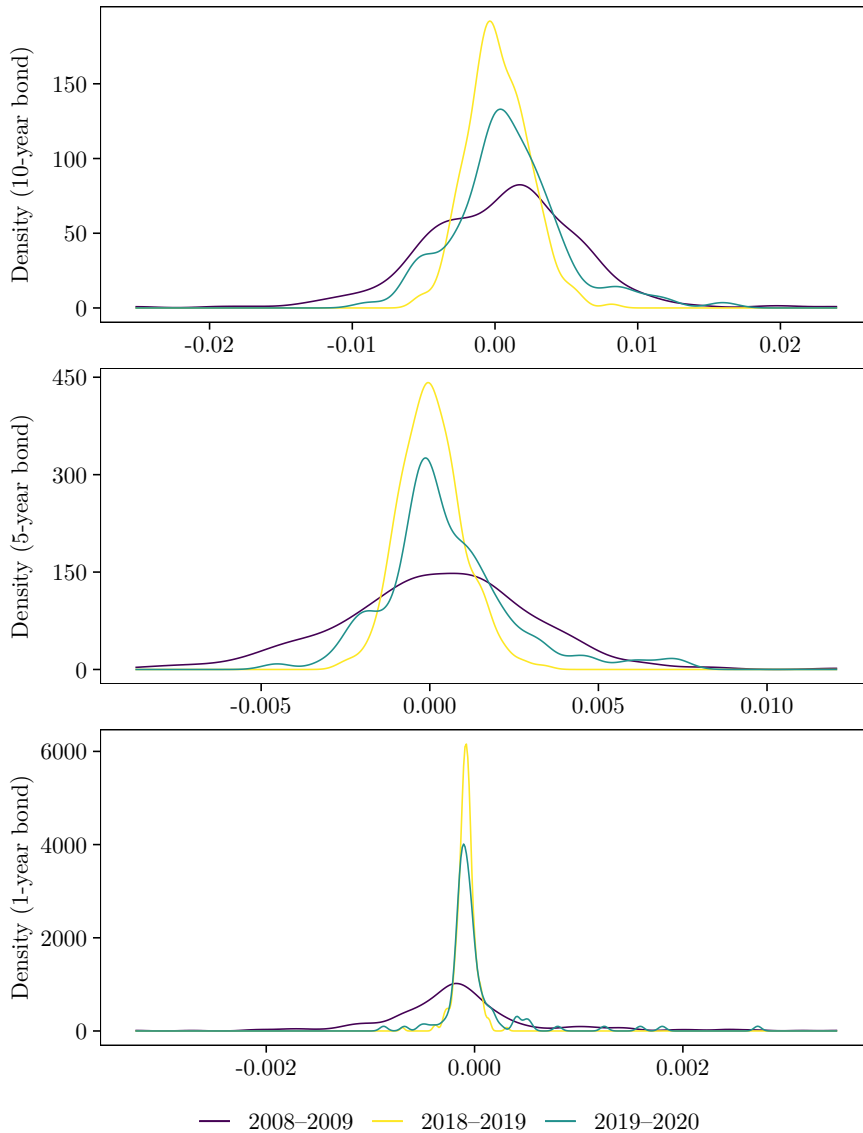 Density (10-year bond)
150
100
50
0
-0.02 -0.01 0.00 0.01 0.02
Density (5-year bond)
450
300
150
0
-0.005 0.000 0.005 0.010
Density (1-year bond)
6000
4000
2000
0
-0.002 0.000 0.002
2008–2009 2018–2019 2019–2020